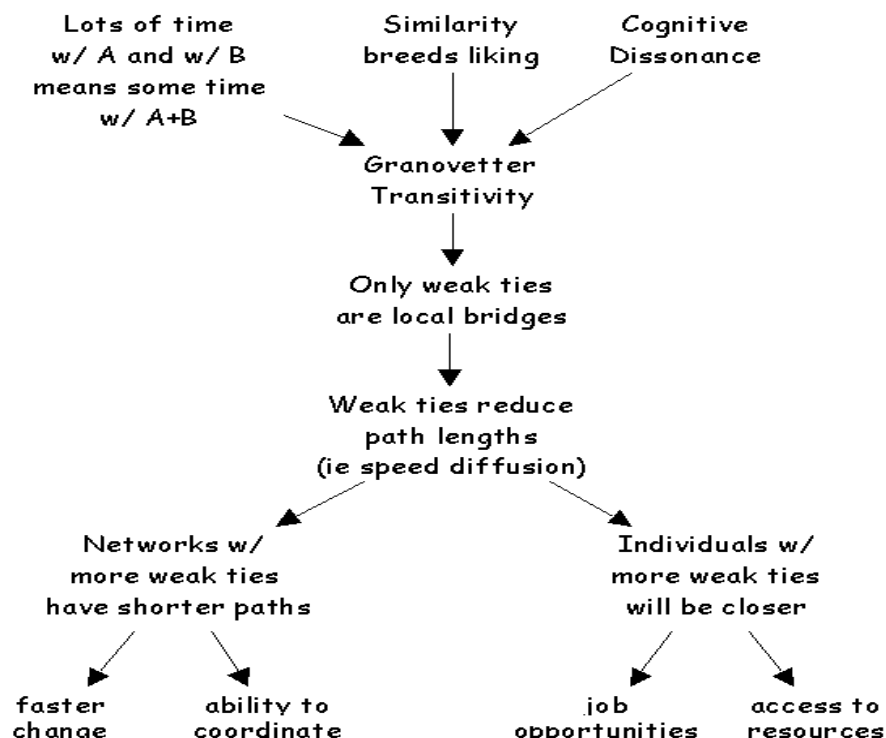 Lots of time
w/ A and w/ B
means some time
w/ A+B
Similarity
breeds liking
Cognitive
Dissonance
Granovetter
Transitivity
Only weak ties
are local bridges
Weak ties reduce
path lengths
(ie speed diffusion)
Networks w/
more weak ties
have shorter paths
Individuals w/
more weak ties
will be closer
faster
change
ability to
coordinate
job
opportunities
access to
resources